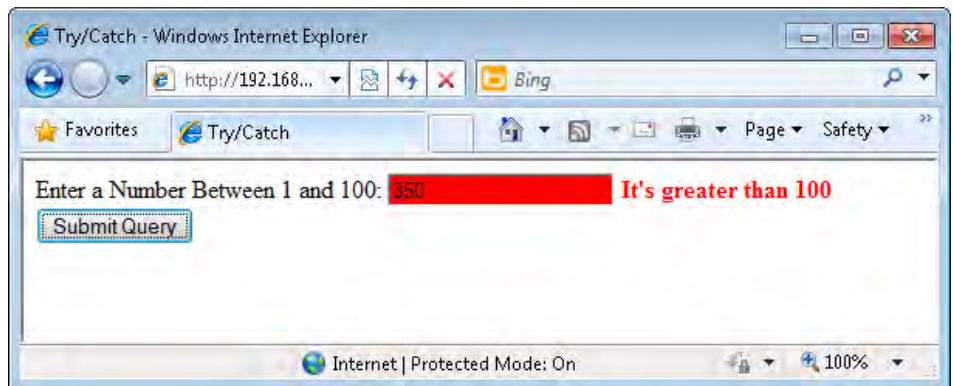 Try/Catch - Windows Internet Explorer
http://192.168... Bing
Favorites Try/Catch Page Safety »
Enter a Number Between 1 and 100: 350 It's greater than 100
Submit Query
Internet | Protected Mode: On 100%